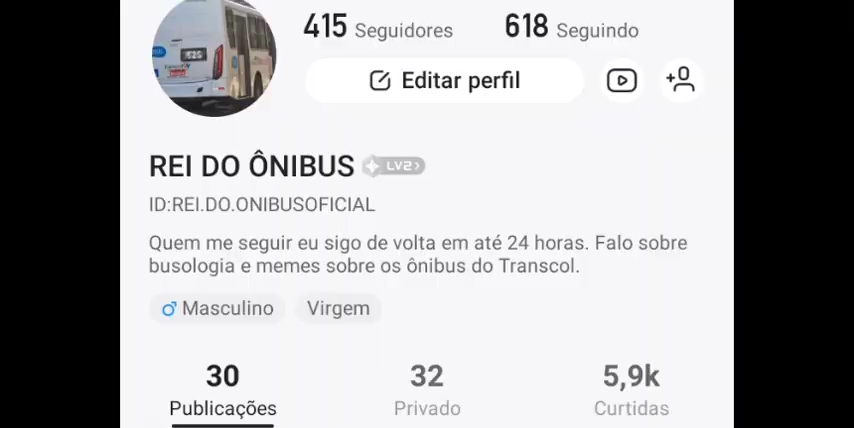 415 Seguidores 618 Seguindo
Editar perfil
REI DO ÔNIBUS LV2
ID:REI.DO.ONIBUSOFICIAL
Quem me seguir eu sigo de volta em até 24 horas. Falo sobre
busologia e memes sobre os ônibus do Transcol.
Masculino Virgem
30 32 5,9k
Publicações Privado Curtidas